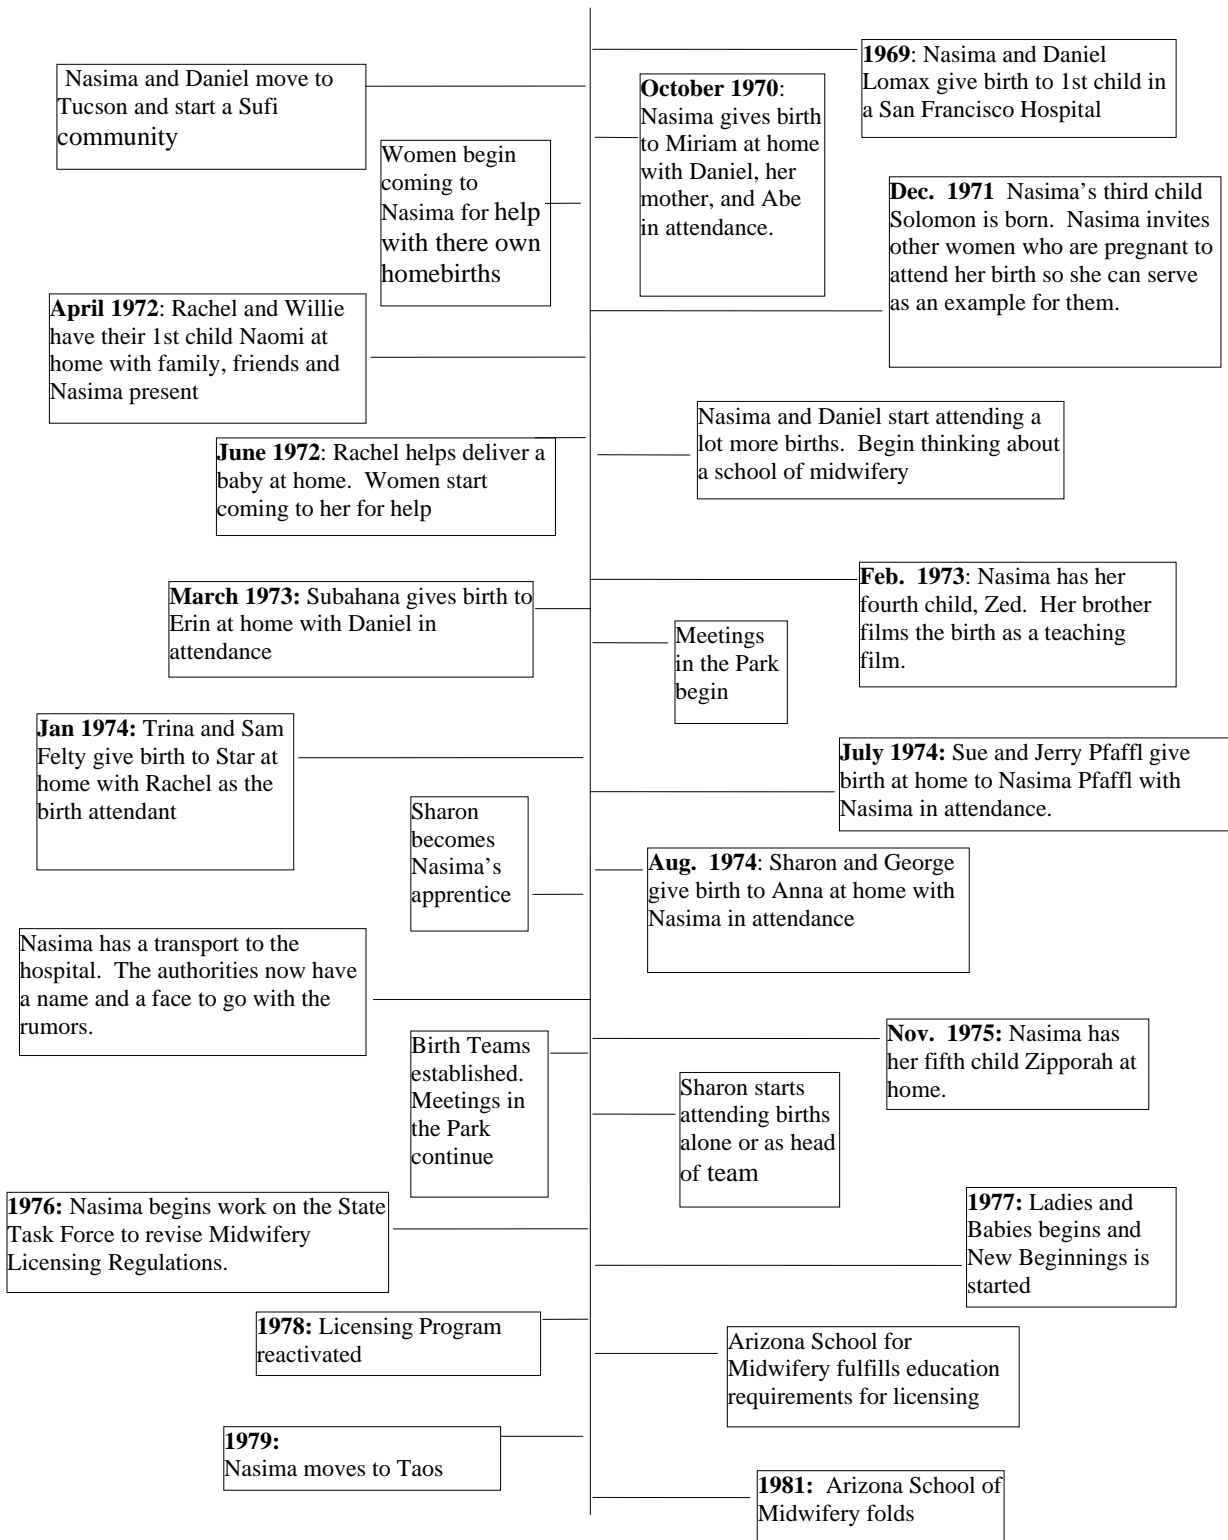 1969: Nasima and Daniel
Lomax give birth to 1st child in
a San Francisco Hospital
Nasima and Daniel move to
Tucson and start a Sufi
community
October 1970:
Nasima gives birth
to Miriam at home
with Daniel, her
mother, and Abe
in attendance.
Women begin
coming to
Nasima for help
with there own
homebirths
Dec.  1971  Nasima’s third child
Solomon is born.  Nasima invites
other women who are pregnant to
attend her birth so she can serve
as an example for them.
April 1972: Rachel and Willie
have their 1st child Naomi at
home with family, friends and
Nasima present
Nasima and Daniel start attending a
lot more births.  Begin thinking about
a school of midwifery
June 1972: Rachel helps deliver a
baby at home.  Women start
coming to her for help
Feb.  1973: Nasima has her
fourth child, Zed.  Her brother
films the birth as a teaching
film.
March 1973: Subahana gives birth to
Erin at home with Daniel in
attendance
Meetings
in the Park
begin
Jan 1974: Trina and Sam
Felty give birth to Star at
home with Rachel as the
birth attendant
July 1974: Sue and Jerry Pfaffl give
birth at home to Nasima Pfaffl with
Nasima in attendance.
Sharon
becomes
Nasima’s
apprentice
Aug.  1974: Sharon and George
give birth to Anna at home with
Nasima in attendance
Nasima has a transport to the
hospital.  The authorities now have
a name and a face to go with the
rumors.
Nov.  1975: Nasima has
her fifth child Zipporah at
home.
Birth Teams
established.
Meetings in
the Park
continue
Sharon starts
attending births
alone or as head
of team
1976: Nasima begins work on the State
Task Force to revise Midwifery
Licensing Regulations.
1977: Ladies and
Babies begins and
New Beginnings is
started
1978: Licensing Program
reactivated
Arizona School for
Midwifery fulfills education
requirements for licensing
1979:
Nasima moves to Taos
1981:  Arizona School of
Midwifery folds